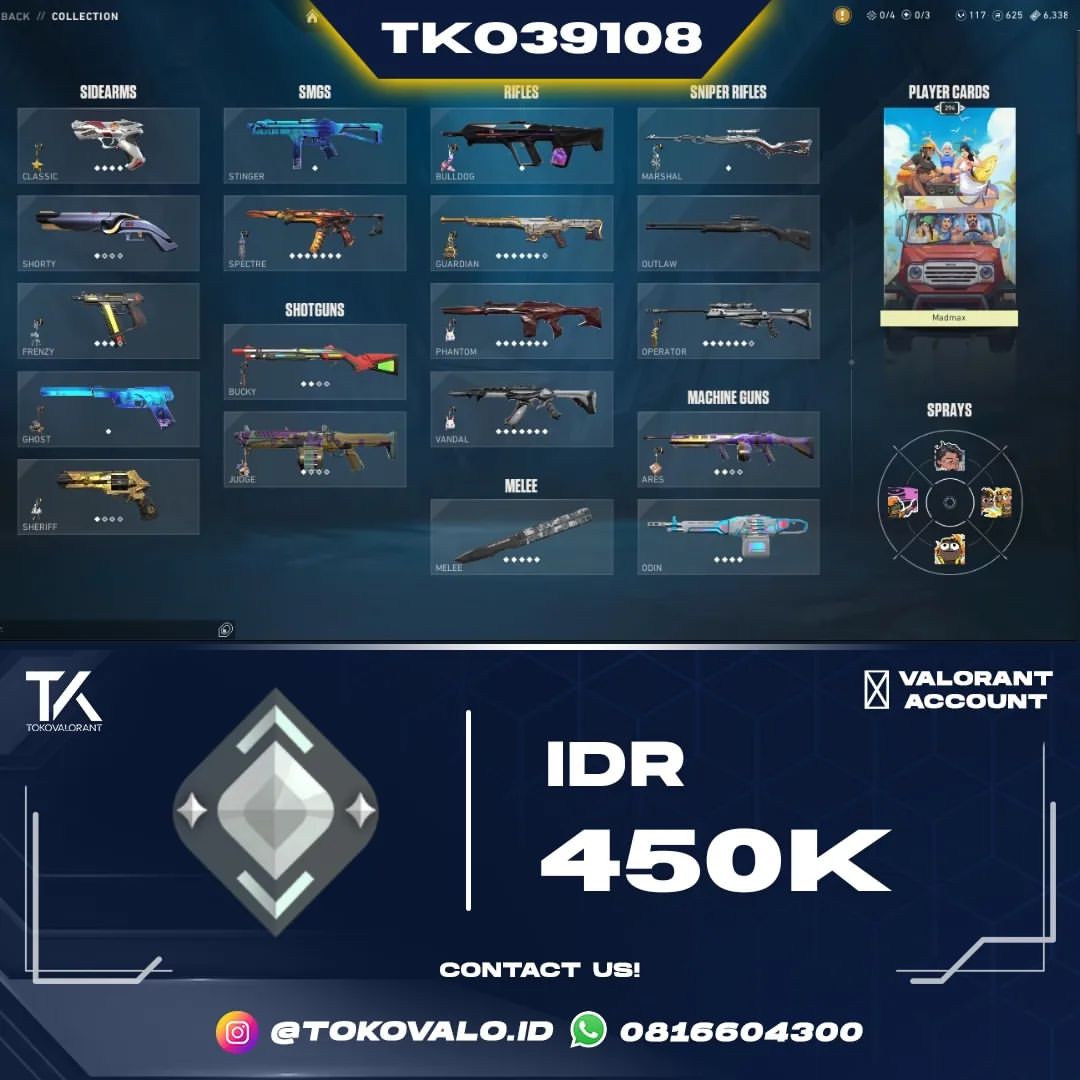 BACK // COLLECTION
TKO39108
0/4 0/3 117 625 6,338
SIDEARMS
SMGS
RIFLES
SNIPER RIFLES
PLAYER CARDS
CLASSIC
STINGER
BULLDOG
MARSHAL
SHORTY
SPECTRE
GUARDIAN
OUTLAW
SHOTGUNS
FRENZY
BUCKY
PHANTOM
OPERATOR
296
Madmax
GHOST
JUDGE
VANDAL
MACHINE GUNS
ARES
SPRAYS
SHERIFF
MELEE
MELEE
ODIN
TK
TOKOVALORANT
VALORANT
ACCOUNT
IDR
450K
CONTACT US!
@TOKOVALO.ID 0816604300